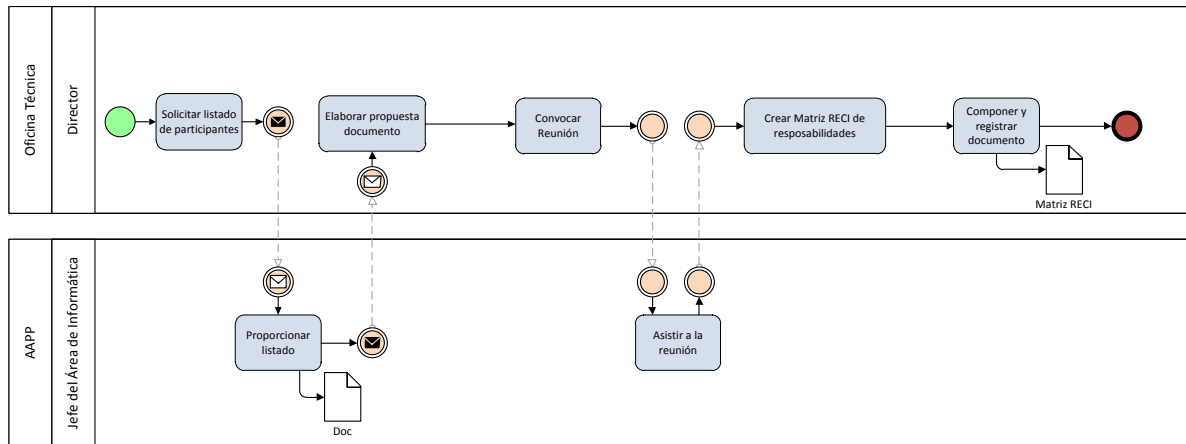 Oficina Técnica
Director
Solicitar listado
de participantes
Elaborar propuesta
documento
Convocar
Reunión
Crear Matriz RECI de
resposabilidades
Componer y
registrar
documento
Matriz RECI
AAPP
Jefe del Área de Informática
Proporcionar
listado
Doc
Asistir a la
reunión